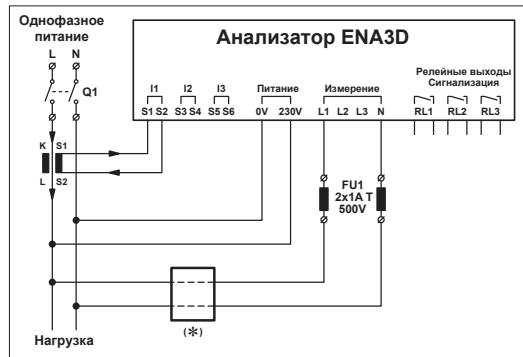 Однофазное
питание
L N
Q1
K S1
L S2
Анализатор ENA3D
I1 I2 I3 Питание Измерение
Релейные выходы
Сигнализация
S1 S2 S3 S4 S5 S6 0V 230V L1 L2 L3 N RL1 RL2 RL3
FU1
2x1A T
500V
(*)
Нагрузка